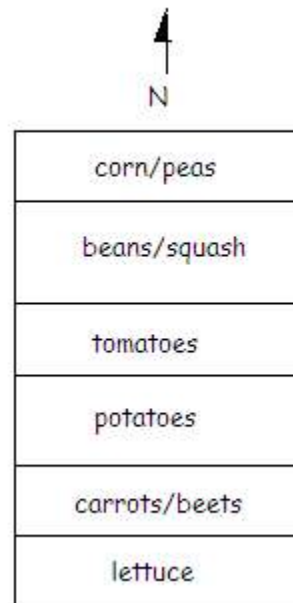 N
corn/peas
beans/squash
tomatoes
potatoes
carrots/beets
lettuce